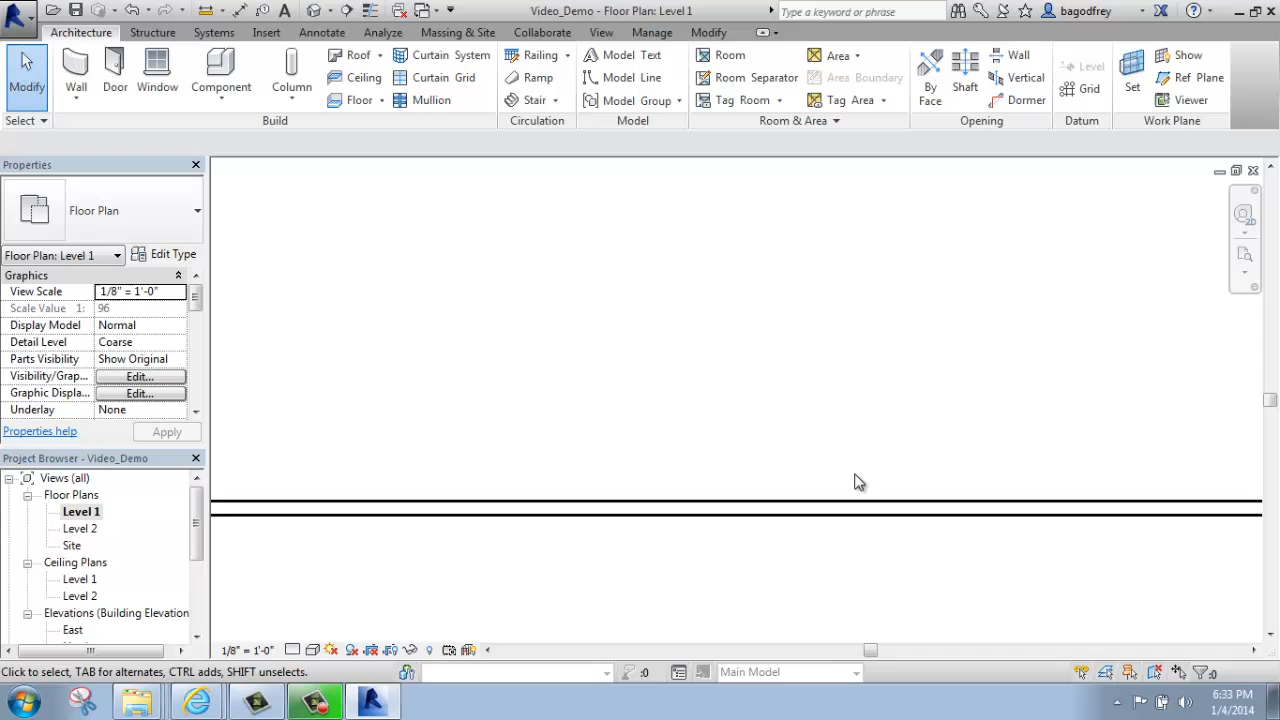 Video_Demo - Floor Plan: Level 1
Type a keyword or phrase
bagodfrey
Architecture Structure Systems Insert Annotate Analyze Massing & Site Collaborate View Manage Modify
Modify
Wall
Door
Window
Component
Column
Roof
Ceiling
Floor
Curtain System
Curtain Grid
Mullion
Railing
Ramp
Stair
Model Text
Model Line
Model Group
Room
Room Separator
Tag Room
Area
Area Boundary
Tag Area
By Face
Shaft
Wall
Vertical
Dormer
Level
Grid
Set
Show
Ref Plane
Viewer
Select Build Circulation Model Room & Area Opening Datum Work Plane
Properties
Floor Plan
Floor Plan: Level 1 Edit Type
Graphics
View Scale 1/8" = 1'-0"
Scale Value 1: 96
Display Model Normal
Detail Level Coarse
Parts Visibility Show Original
Visibility/Grap... Edit...
Graphic Displa... Edit...
Underlay None
Properties help Apply
Project Browser - Video_Demo
Views (all)
Floor Plans
Level 1
Level 2
Site
Ceiling Plans
Level 1
Level 2
Elevations (Building Elevation
East
2D
1/8" = 1'-0"
Click to select, TAB for alternates, CTRL adds, SHIFT unselects.
:0
Main Model
:0
6:33 PM
1/4/2014